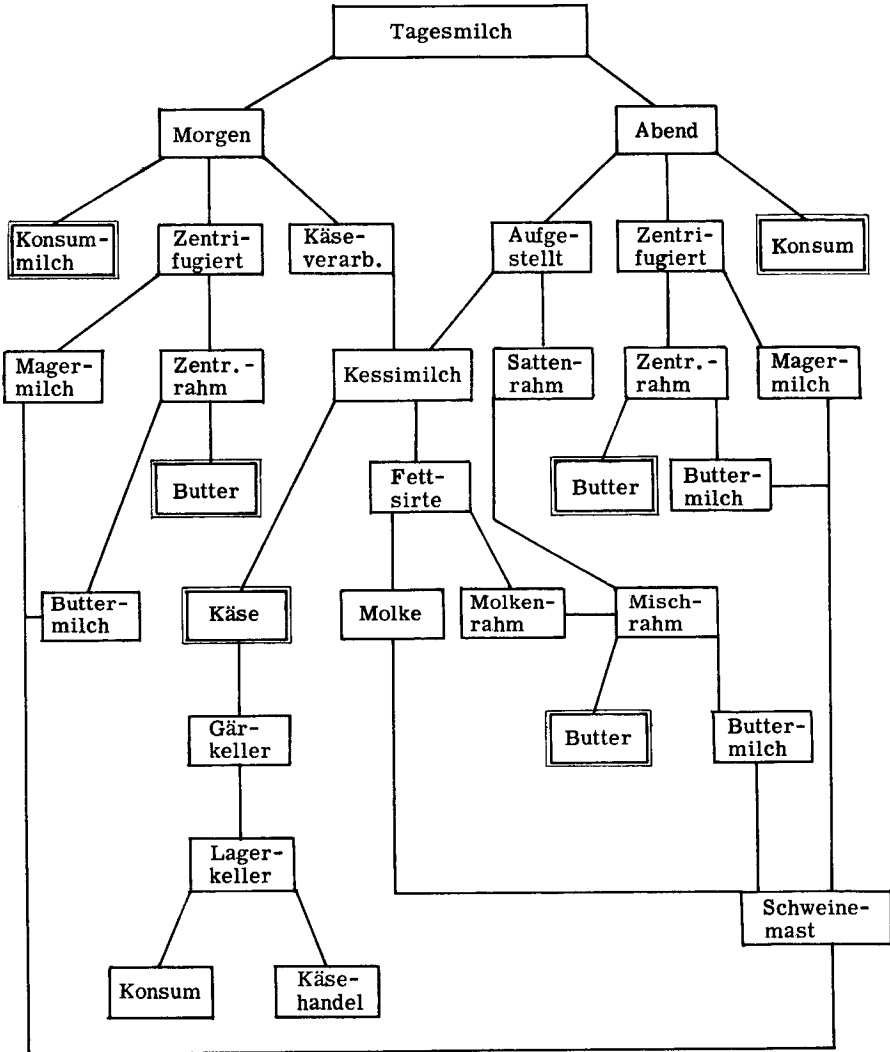 Tagesmilch
Morgen
Abend
Konsum-
milch
Zentri-
fugiert
Käse-
verarb.
Aufge-
stellt
Zentri-
fugiert
Konsum
Mager-
milch
Zentr.-
rahm
Kessimilch
Satten-
rahm
Zentr.-
rahm
Mager-
milch
Butter
Fett-
sirte
Butter
Butter-
milch
Butter-
milch
Käse
Molke
Molken-
rahm
Misch-
rahm
Gär-
keller
Butter
Butter-
milch
Lager-
keller
Schweine-
mast
Konsum
Käse-
handel